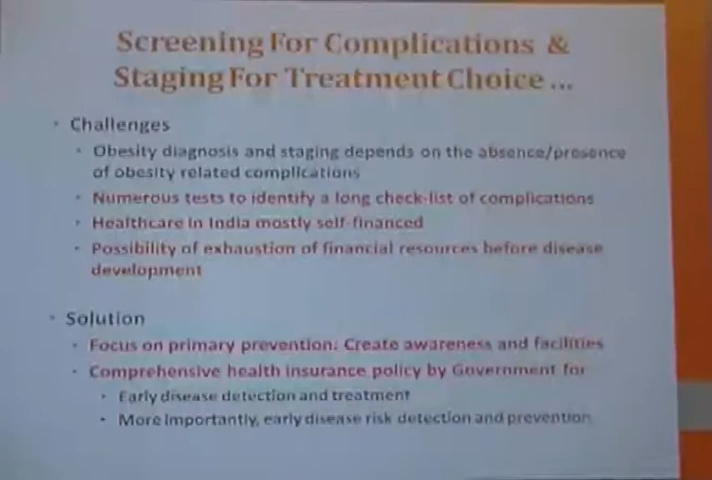 Screening For Complications &
Staging For Treatment Choice ...
• Challenges
• Obesity diagnosis and staging depends on the absence/presence
of obesity related complications
• Numerous tests to identify a long check-list of complications
• Healthcare in India mostly self-financed
• Possibility of exhaustion of financial resources before disease
development
• Solution
• Focus on primary prevention: Create awareness and facilities
• Comprehensive health insurance policy by Government for
• Early disease detection and treatment
• More importantly, early disease risk detection and prevention